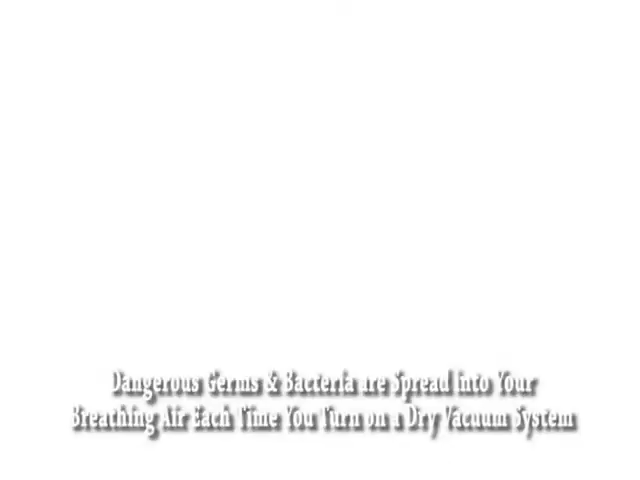 Dangerous Germs & Bacteria are Spread into Your
Breathing Air Each Time You Turn on a Dry Vacuum System